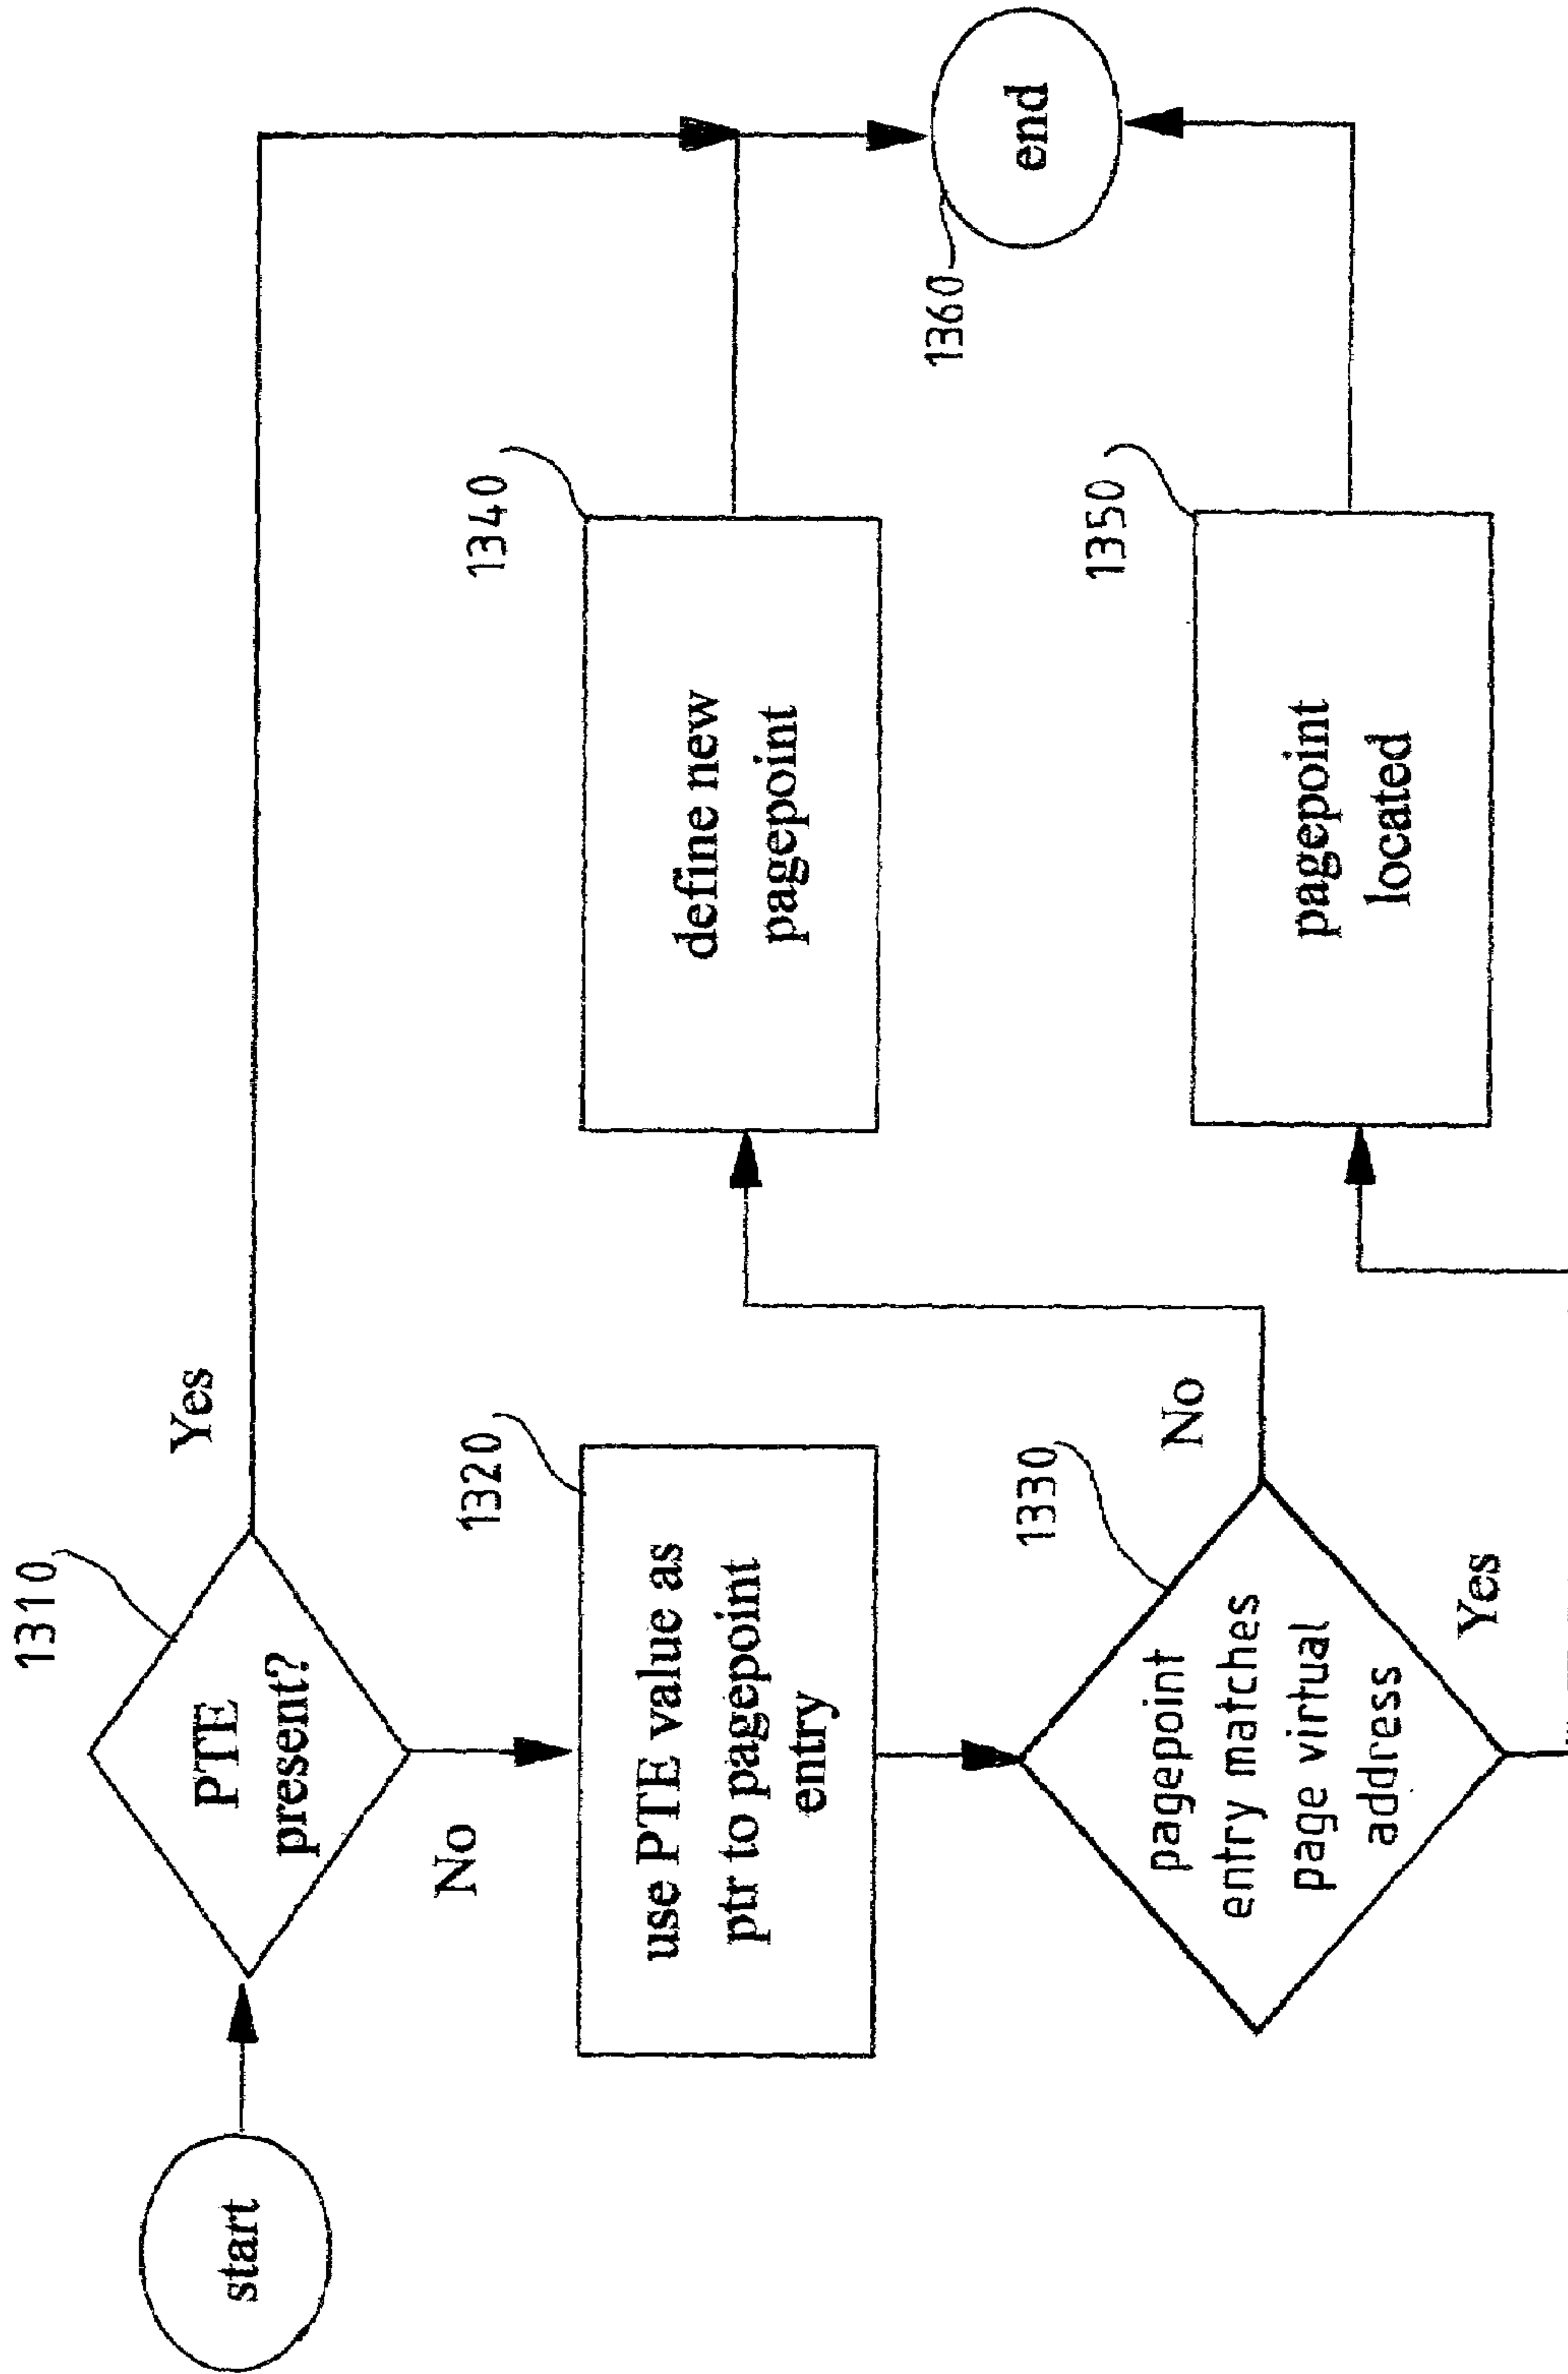 start
PTE
present?
1310
Yes
No
use PTE value as
ptr to pagepoint
entry
1320
pagepoint
entry matches
page virtual
address
1330
No
Yes
define new
pagepoint
1340
pagepoint
located
1350
end
1360